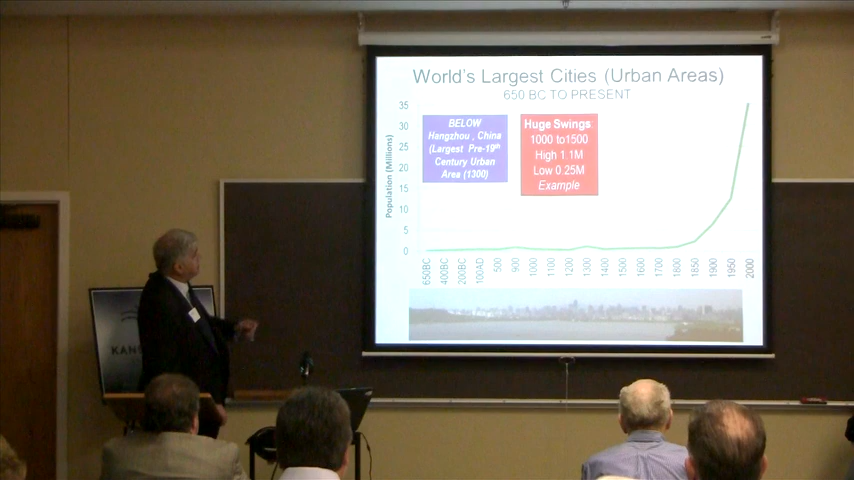 World's Largest Cities (Urban Areas)
650 BC TO PRESENT
Population (Millions)
35
30
25
20
15
10
5
0
BELOW
Hangzhou, China
(Largest Pre-19th
Century Urban
Area (1300)
Huge Swings
1000 to1500
High 1.1M
Low 0.25M
Example
650BC
400BC
200BC
100AD
500
900
1000
1100
1200
1300
1400
1500
1600
1700
1800
1850
1900
1950
2000
KANS